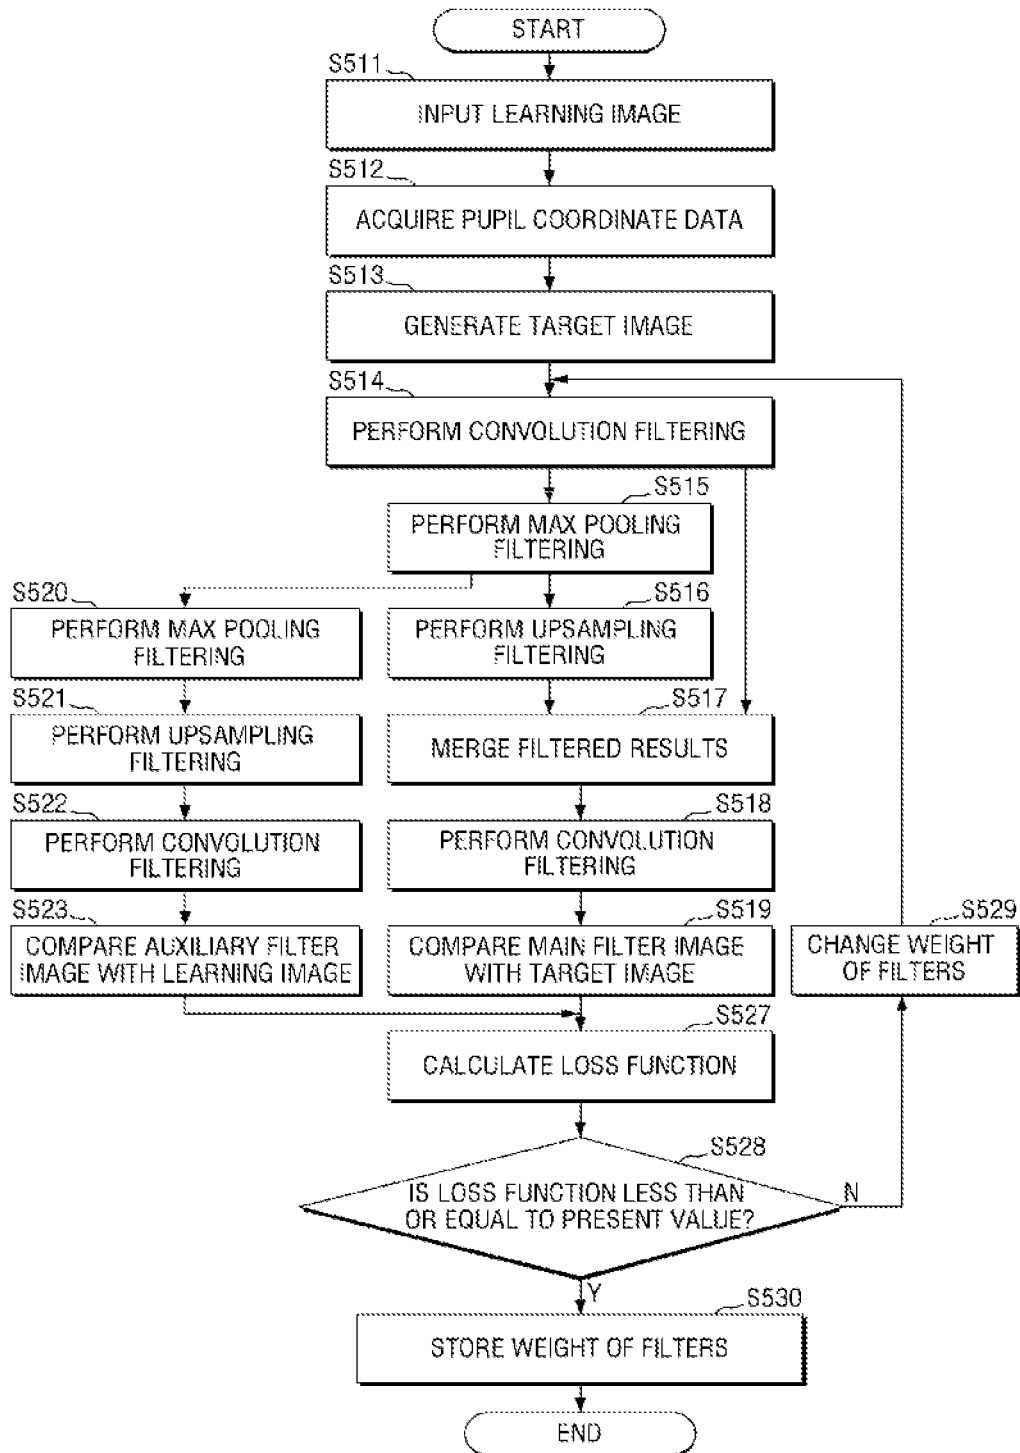 START
S511
INPUT LEARNING IMAGE
S512
ACQUIRE PUPIL COORDINATE DATA
S513
GENERATE TARGET IMAGE
S514
PERFORM CONVOLUTION FILTERING
S515
PERFORM MAX POOLING
FILTERING
S520
PERFORM MAX POOLING
FILTERING
S516
PERFORM UPSAMPLING
FILTERING
S521
PERFORM UPSAMPLING
FILTERING
S517
MERGE FILTERED RESULTS
S522
PERFORM CONVOLUTION
FILTERING
S518
PERFORM CONVOLUTION
FILTERING
S523
COMPARE AUXILIARY FILTER
IMAGE WITH LEARNING IMAGE
S519
COMPARE MAIN FILTER IMAGE
WITH TARGET IMAGE
S529
CHANGE WEIGHT
OF FILTERS
S527
CALCULATE LOSS FUNCTION
S528
IS LOSS FUNCTION LESS THAN
OR EQUAL TO PRESENT VALUE?
N
Y
S530
STORE WEIGHT OF FILTERS
END